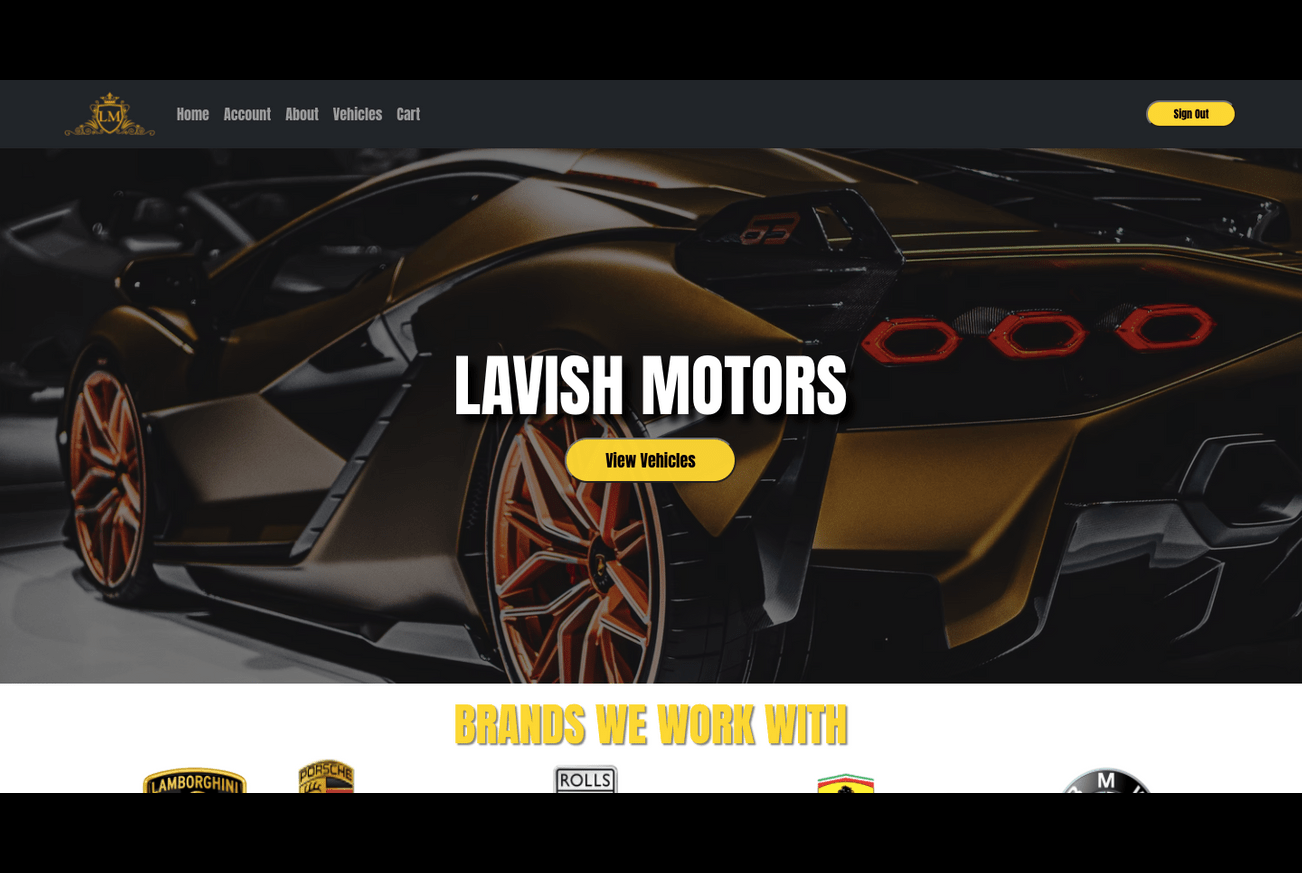 LM
Home Account About Vehicles Cart
Sign Out
63
LAVISH MOTORS
View Vehicles
BRANDS WE WORK WITH
LAMBORGHINI
PORSCHE
ROLLS
M